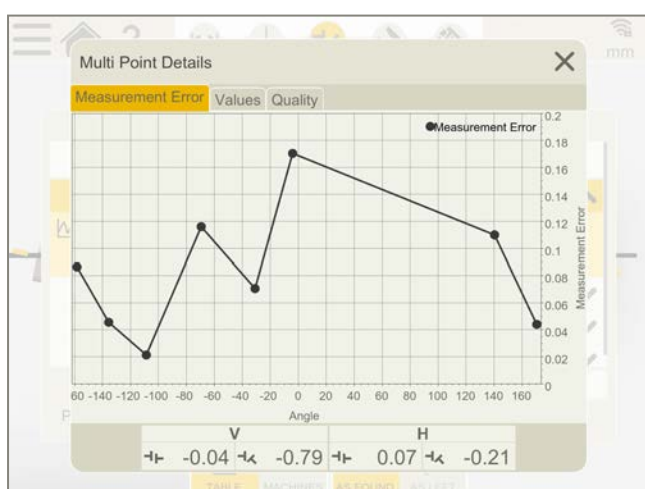 ?
mm
Multi Point Details
Measurement Error Values Quality
Measurement Error
0.2
0.18
0.16
0.14
0.12
0.1
0.08
0.06
0.04
0.02
0
Measurement Error
60 -140 -120 -100 -80 -60 -40 -20 0 20 40 60 80 100 120 140 160
Angle
V H
-0.04 -0.79 0.07 -0.21
P
TABLE MACHINES AS FOUND AS LEFT